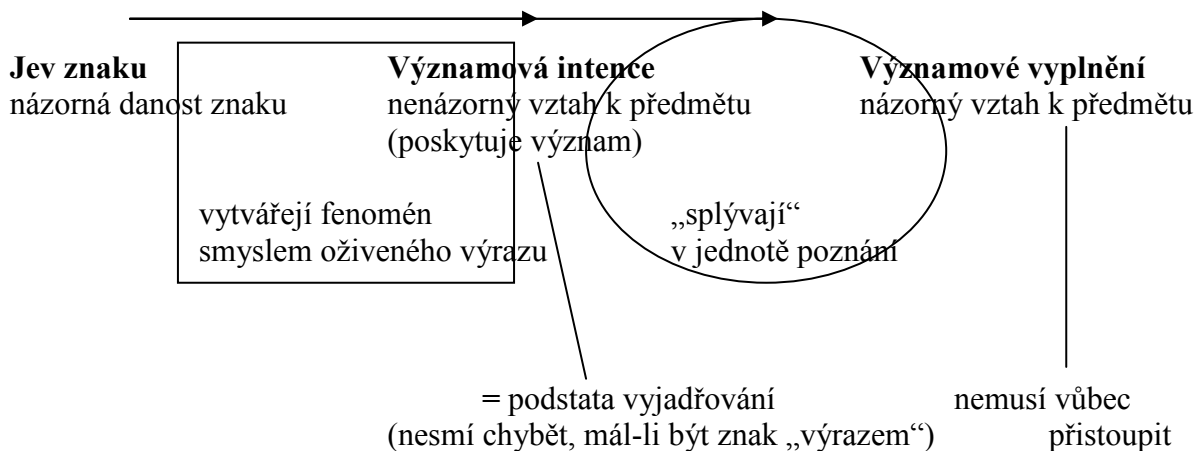 Jev znaku
názorná danost znaku
Významová intence
nenázorný vztah k předmětu
(poskytuje význam)
Významové vyplnění
názorný vztah k předmětu
vytvářejí fenomén
smyslem oživeného výrazu
„splývají“
v jednotě poznání
= podstata vyjadřování
(nesmí chybět, mál-li být znak „výrazem“)
nemusí vůbec
přistoupit